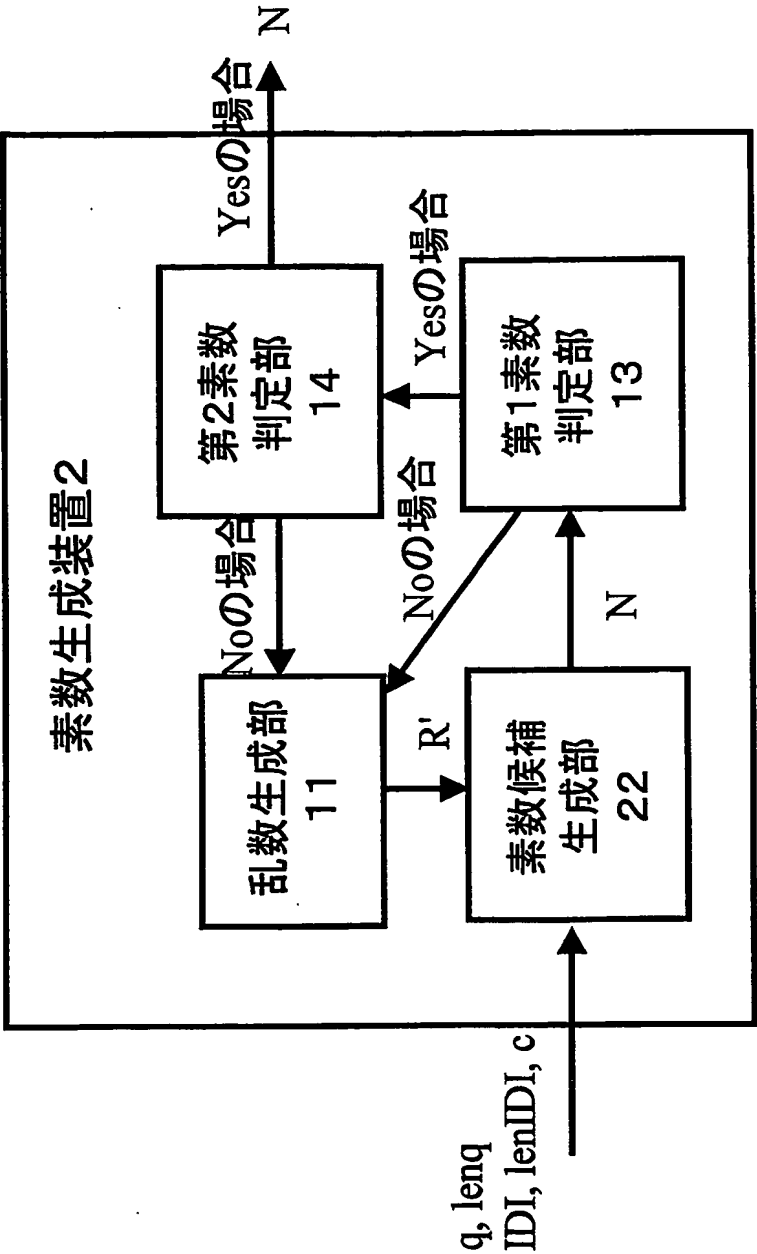 素数生成装置2
乱数生成部
11
Noの場合
第2素数
判定部
14
Yesの場合
N
R'
Noの場合
Yesの場合
q, lenq
IDI, lenIDI, c
素数候補
生成部
22
N
第1素数
判定部
13